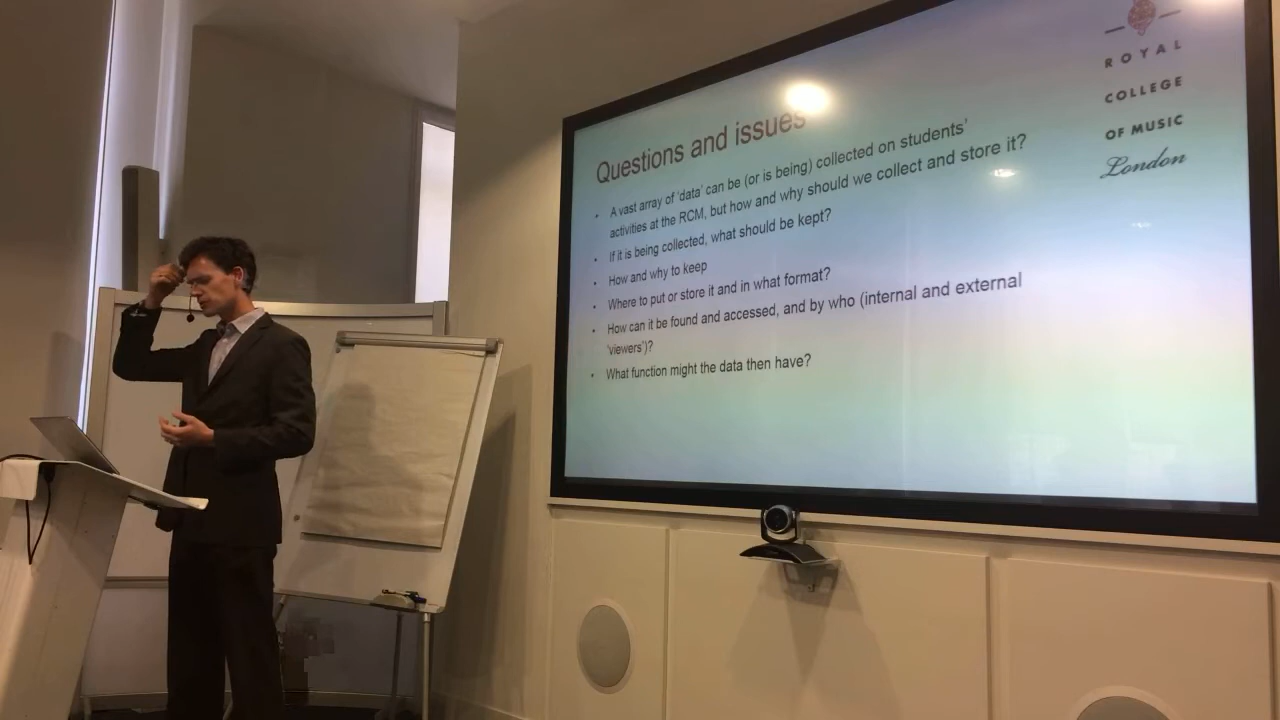 Questions and issues
• A vast array of 'data' can be (or is being) collected on students'
activities at the RCM, but how and why should we collect and store it?
• If it is being collected, what should be kept?
• How and why to keep
• Where to put or store it and in what format?
• How can it be found and accessed, and by who (internal and external
'viewers')?
• What function might the data then have?
ROYAL
COLLEGE
OF MUSIC
London